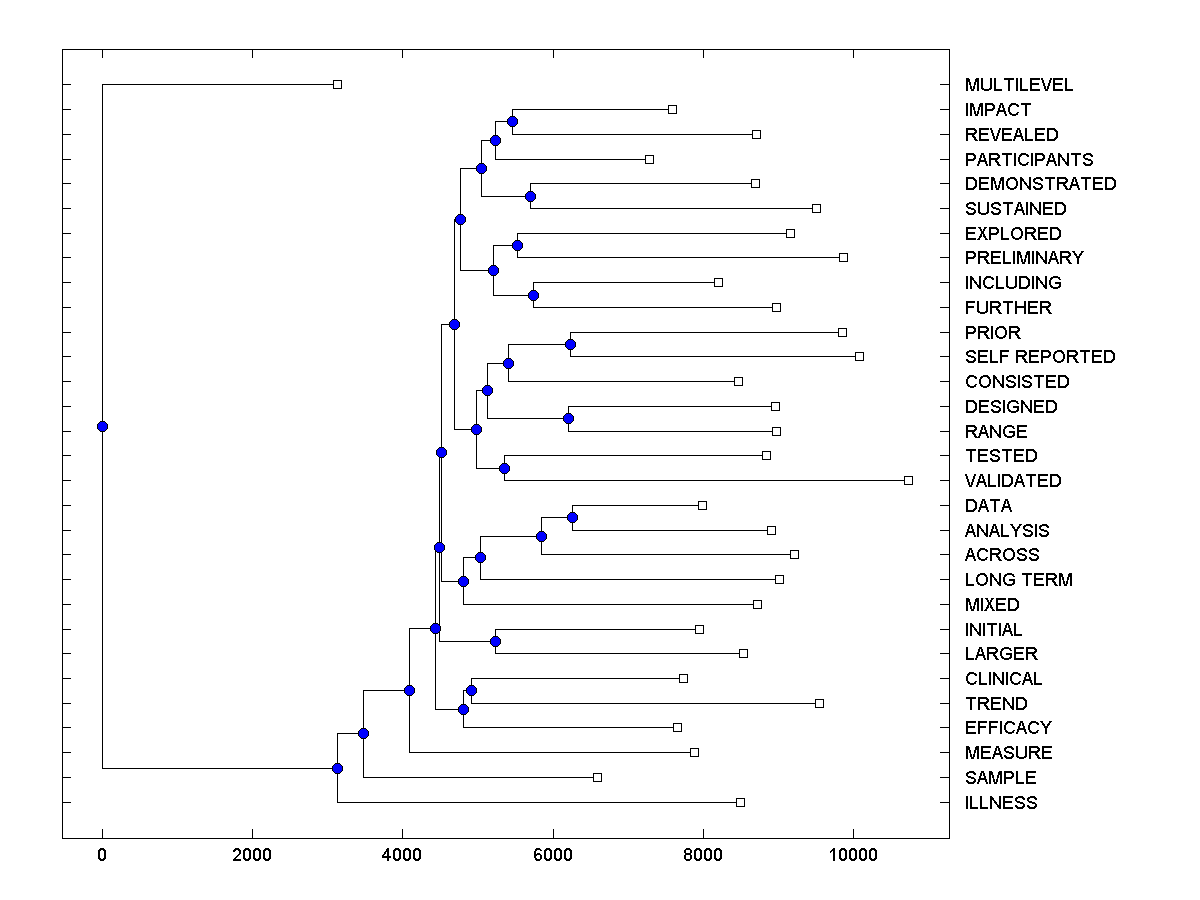 MULTILEVEL
IMPACT
REVEALED
PARTICIPANTS
DEMONSTRATED
SUSTAINED
EXPLORED
PRELIMINARY
INCLUDING
FURTHER
PRIOR
SELF REPORTED
CONSISTED
DESIGNED
RANGE
TESTED
VALIDATED
DATA
ANALYSIS
ACROSS
LONG TERM
MIXED
INITIAL
LARGER
CLINICAL
TREND
EFFICACY
MEASURE
SAMPLE
ILLNESS
0 2000 4000 6000 8000 10000